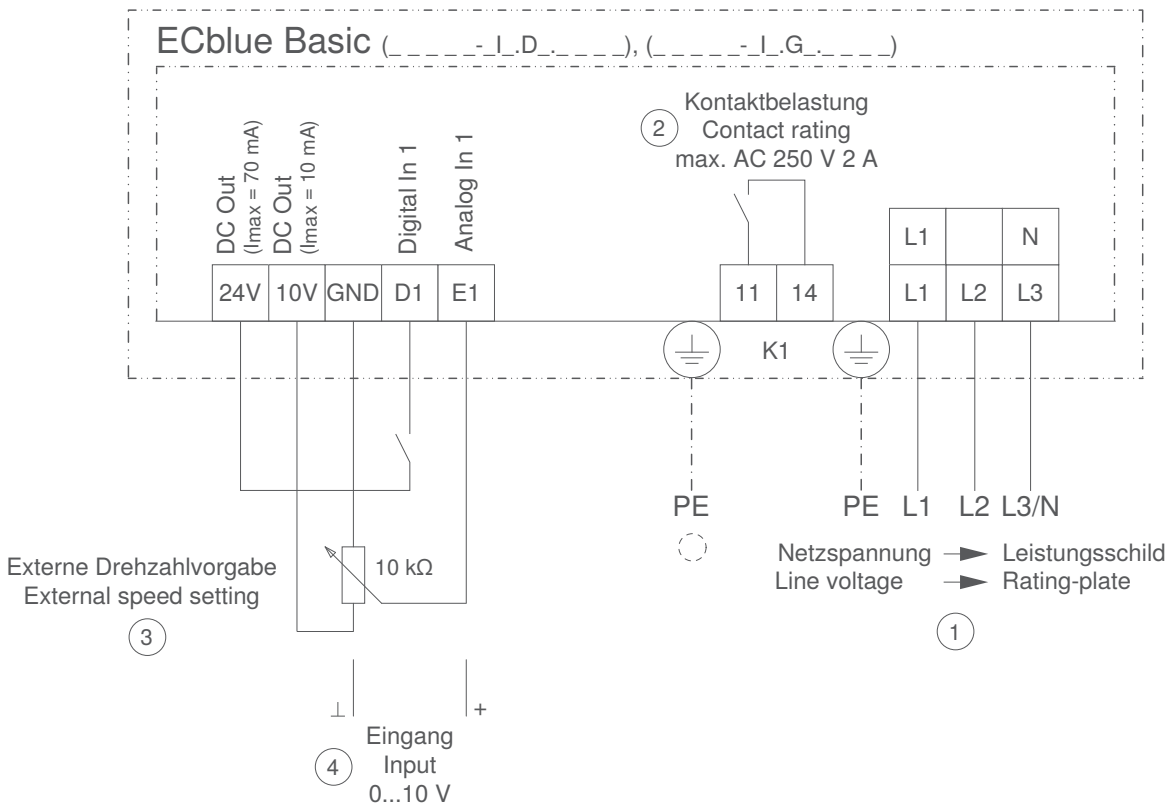 ECblue Basic (_ _ _ _ _-_I_.D_._ _ _ _), (_ _ _ _ _-_I_.G_._ _ _ _)
DC Out
(Imax = 70 mA)
DC Out
(Imax = 10 mA)
Digital In 1
Analog In 1
2
Kontaktbelastung
Contact rating
max. AC 250 V 2 A
L1 N
24V 10V GND D1 E1
11 14
L1 L2 L3
K1
PE
PE L1 L2 L3/N
Externe Drehzahlvorgabe
External speed setting
3
10 kΩ
Netzspannung Leistungsschild
Line voltage Rating-plate
1
⊥ +
4
Eingang
Input
0...10 V